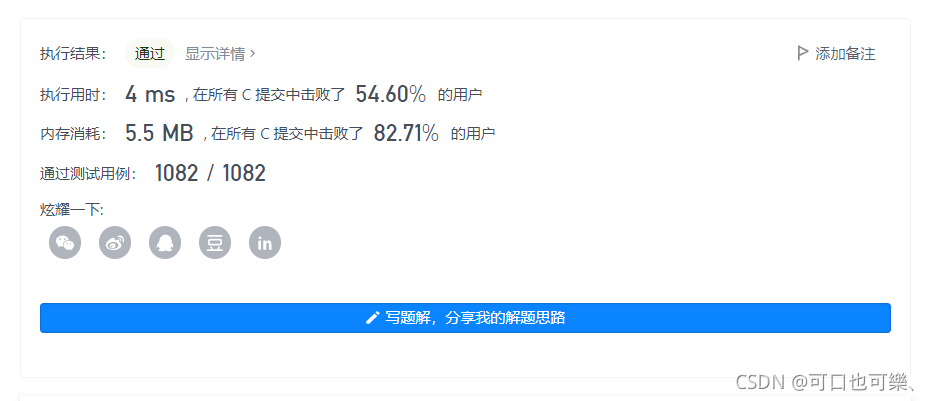 执行结果： 通过 显示详情 › 添加备注
执行用时： 4 ms , 在所有 C 提交中击败了 54.60% 的用户
内存消耗： 5.5 MB , 在所有 C 提交中击败了 82.71% 的用户
通过测试用例： 1082 / 1082
炫耀一下:
豆 in
写题解，分享我的解题思路
CSDN @可口也可樂、